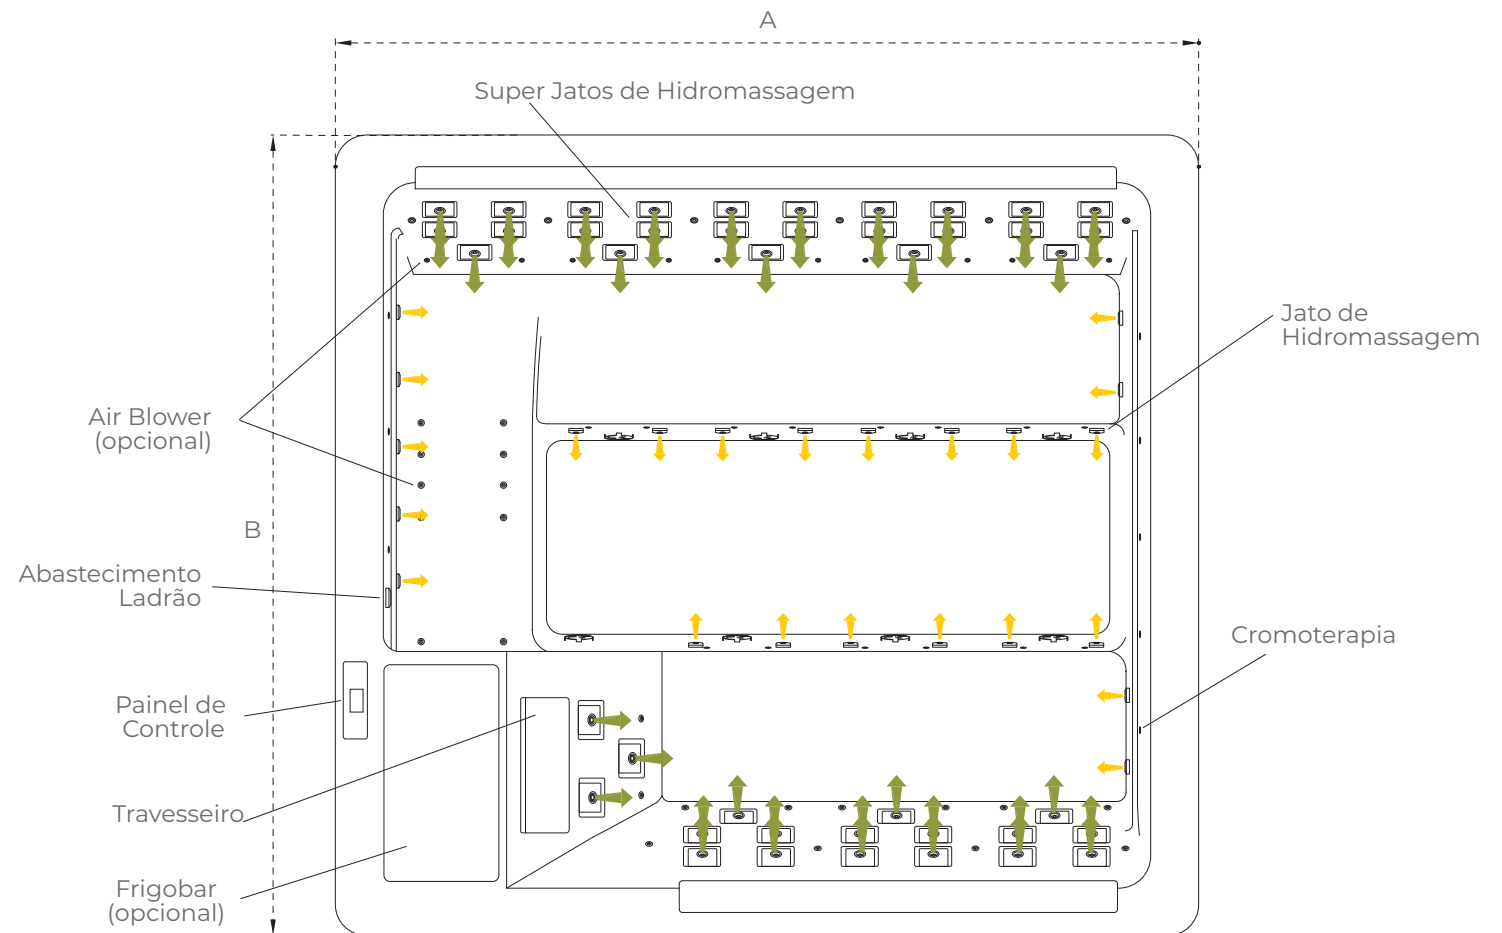 A
Super Jatos de Hidromassagem
Jato de
Hidromassagem
Air Blower
(opcional)
B
Abastecimento
Ladrão
Cromoterapia
Painel de
Controle
Travesseiro
Frigobar
(opcional)